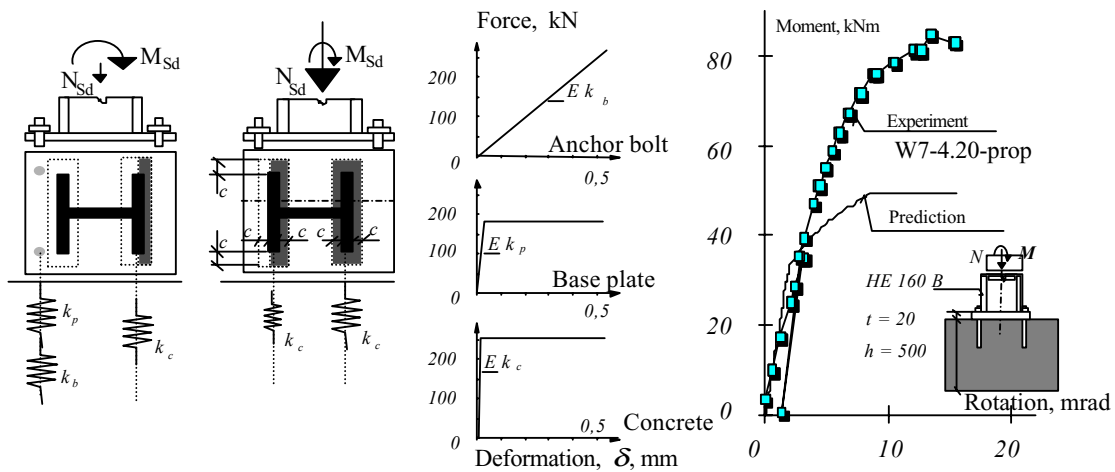 M Sd
N Sd
k p
k b
k c
M Sd
N Sd
c
c
c c c c
k c
k c
Force, kN
200
100
0
E k b
Anchor bolt
0,5
200
100
0
E k p
Base plate
0.5
200
100
0
E k c
0,5
Concrete
Deformation, δ, mm
Moment, kNm
80
60
40
20
0
Experiment
W7-4.20-prop
Prediction
N M
HE 160 B
t = 20
h = 500
Rotation, mrad
0 10 20